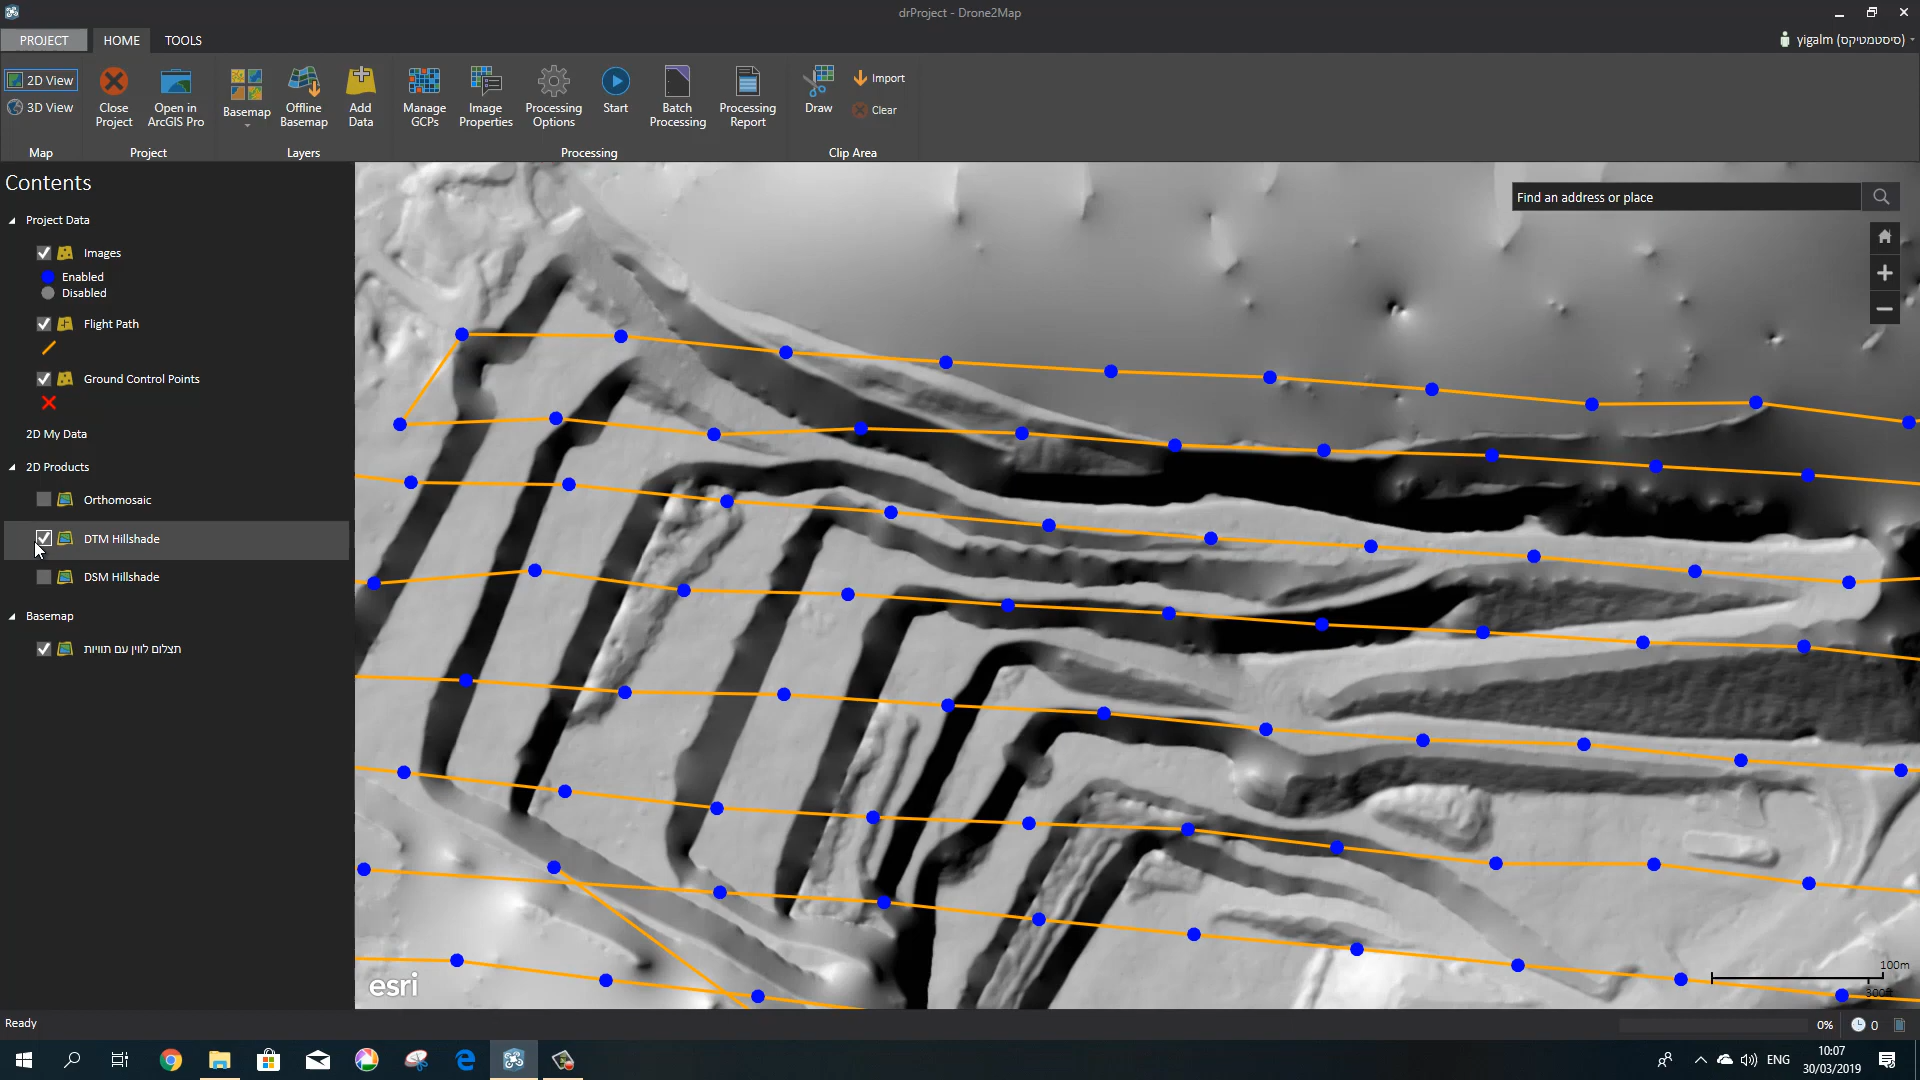 drProject - Drone2Map
PROJECT
HOME
TOOLS
yigalm (סיסטמטיקס)
2D View
3D View
Map
Close Project
Open in ArcGIS Pro
Project
Basemap
Offline Basemap
Add Data
Layers
Manage GCPs
Image Properties
Processing Options
Start
Batch Processing
Processing Report
Processing
Draw
Import
Clear
Clip Area
Contents
Project Data
Images
Enabled
Disabled
Flight Path
Ground Control Points
2D My Data
2D Products
Orthomosaic
DTM Hillshade
DSM Hillshade
Basemap
תצלום לווין עם תוויות
Find an address or place
esri
100m
300ft
Ready
0%
0
ENG
10:07
30/03/2019